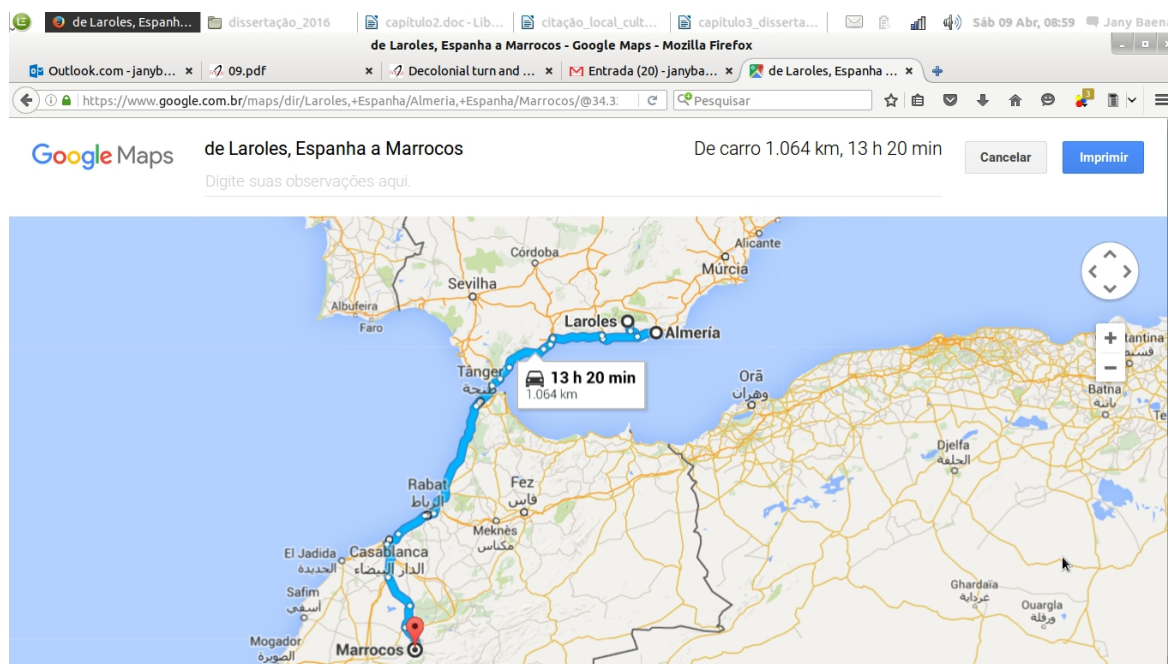 de Laroles, Espanh...
dissertação_2016
capítulo2.doc - Lib...
citação_local_cult...
capítulo3_disserta...
Sáb 09 Abr, 08:59
Jany Baena
de Laroles, Espanha a Marrocos - Google Maps - Mozilla Firefox
Outlook.com - janyb...
09.pdf
Decolonial turn and ...
Entrada (20) - janyba...
de Laroles, Espanha ...
https://www.google.com.br/maps/dir/Laroles,+Espanha/Almeria,+Espanha/Marrocos/@34.3
Pesquisar
3
Google Maps
de Laroles, Espanha a Marrocos
De carro 1.064 km, 13 h 20 min
Cancelar
Imprimir
Digite suas observações aqui.
Alicante
Córdoba
Múrcia
Sevilha
Albufeira
Faro
Laroles
Almería
tantina
Tânger
طنجة
13 h 20 min
1.064 km
Orã
وهران
Batna
باتنة
Te
Djelfa
الجلفة
Rabat
الرباط
Fez
فاس
Meknès
مكناس
El Jadida
الجديدة
Casablanca
الدار البيضاء
Safim
آسفي
Ghardaïa
غرداية
Ouargla
ورقلة
Mogador
الصويرة
Marrocos